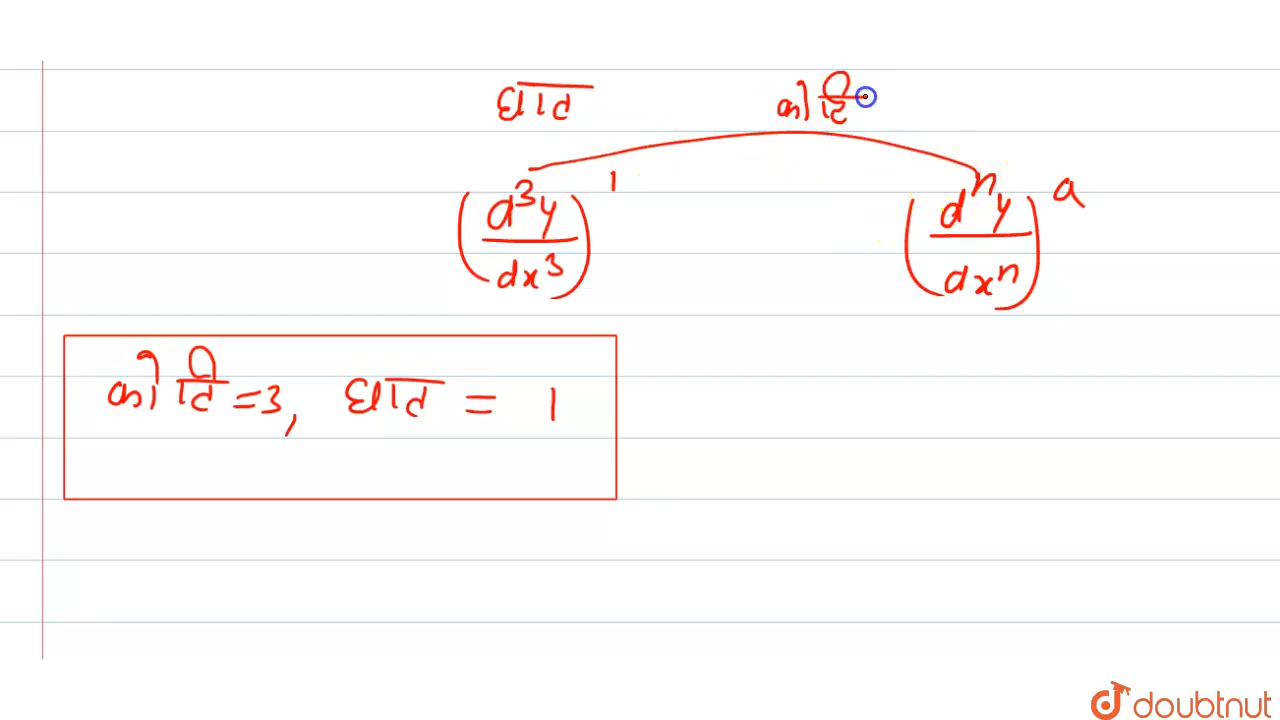 घात कोटि
(d³y/dx³)¹ (dⁿy/dxⁿ)ᵃ
कोटि = 3, घात = 1
doubtnut